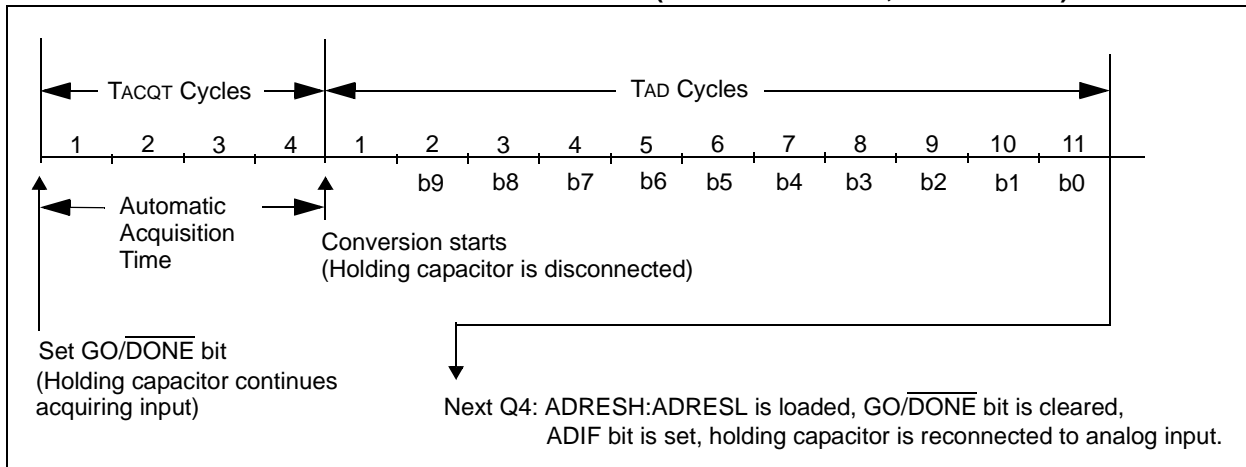 TACQT Cycles
TAD Cycles
1 2 3 4 1 2 3 4 5 6 7 8 9 10 11
b9 b8 b7 b6 b5 b4 b3 b2 b1 b0
Automatic
Acquisition
Time
Conversion starts
(Holding capacitor is disconnected)
Set GO/DONE bit
(Holding capacitor continues
acquiring input)
Next Q4: ADRESH:ADRESL is loaded, GO/DONE bit is cleared,
ADIF bit is set, holding capacitor is reconnected to analog input.